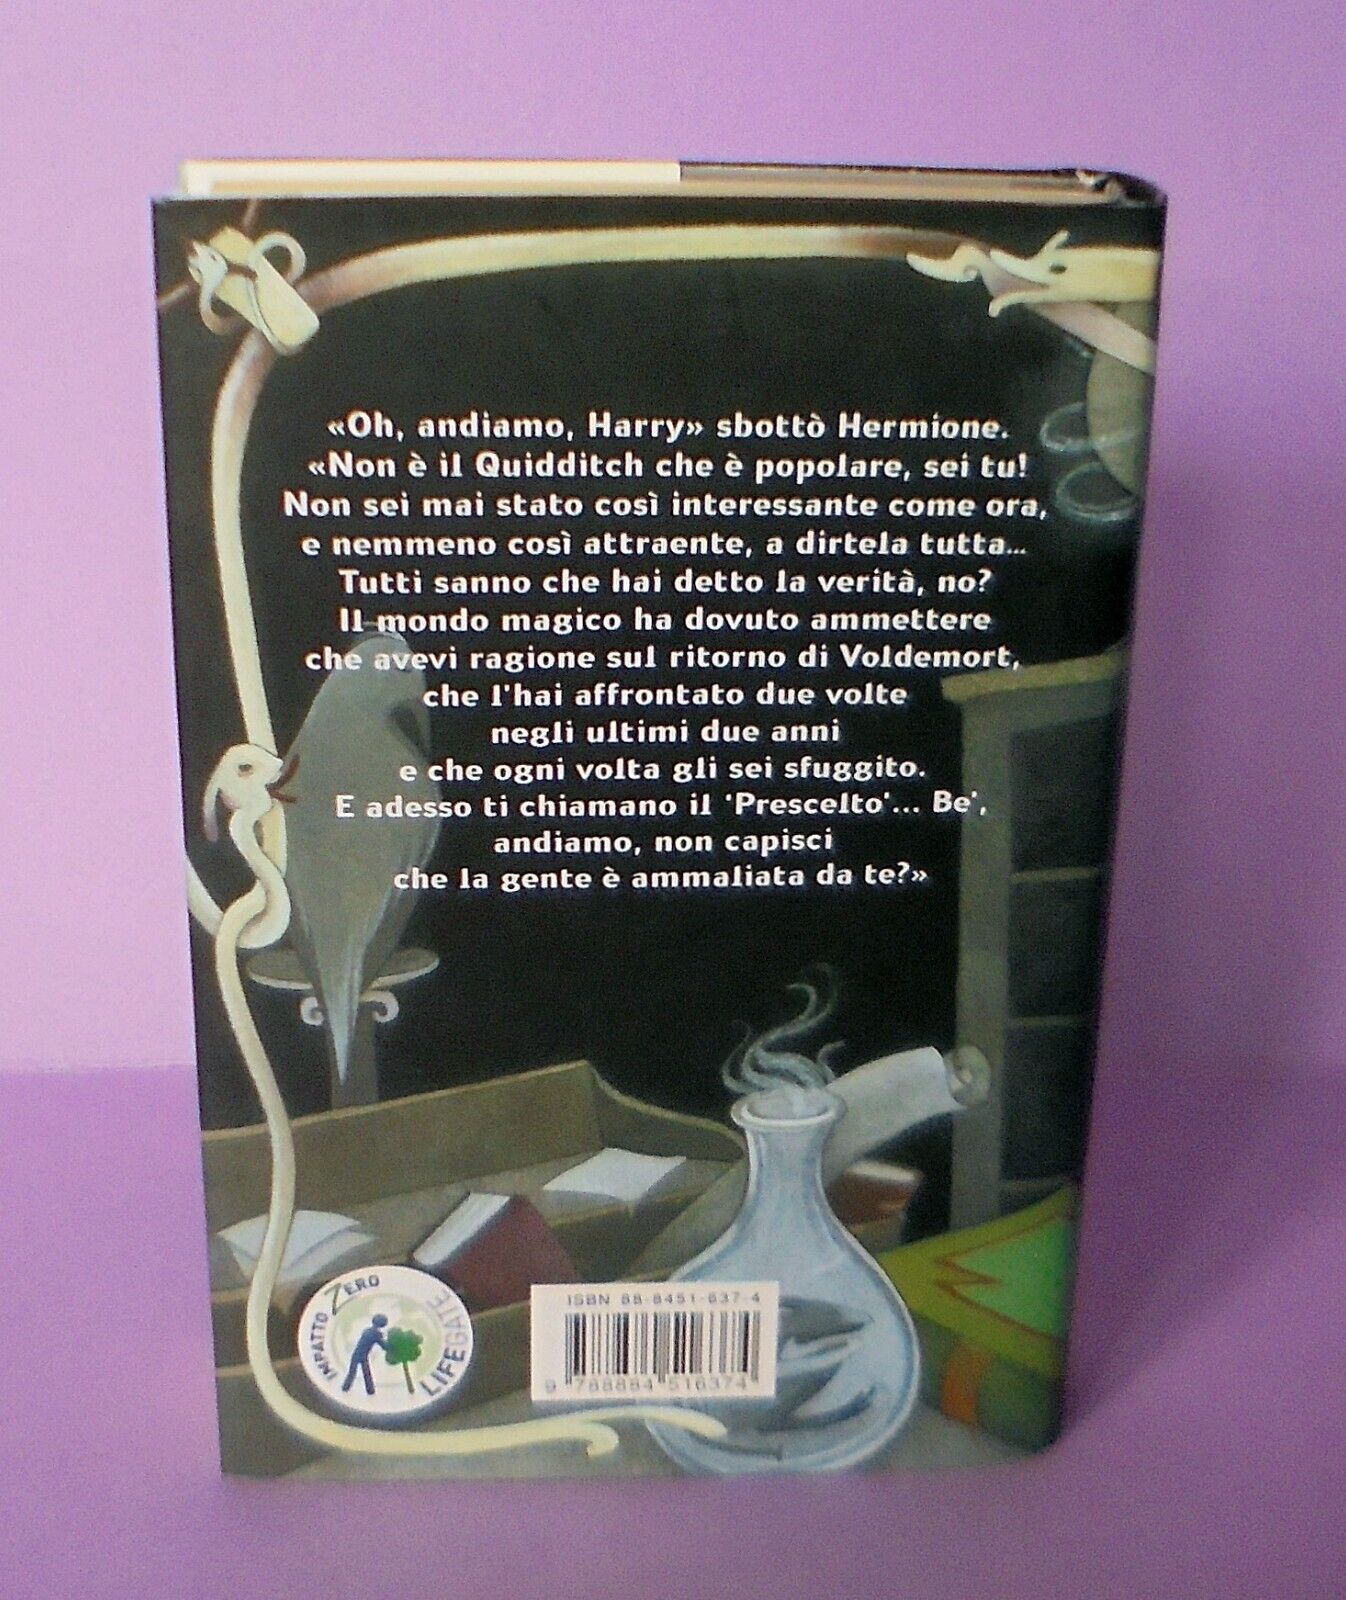 «Oh, andiamo, Harry» sbottò Hermione.
«Non è il Quidditch che è popolare, sei tu!
Non sei mai stato così interessante come ora,
e nemmeno così attraente, a dirtela tutta...
Tutti sanno che hai detto la verità, no?
Il mondo magico ha dovuto ammettere
che avevi ragione sul ritorno di Voldemort,
che l'hai affrontato due volte
negli ultimi due anni
e che ogni volta gli sei sfuggito.
E adesso ti chiamano il 'Prescelto'... Be',
andiamo, non capisci
che la gente è ammaliata da te?»
IMPATTO ZERO
LIFEGATE
ISBN 88-8451-637-4
9 788884 516374